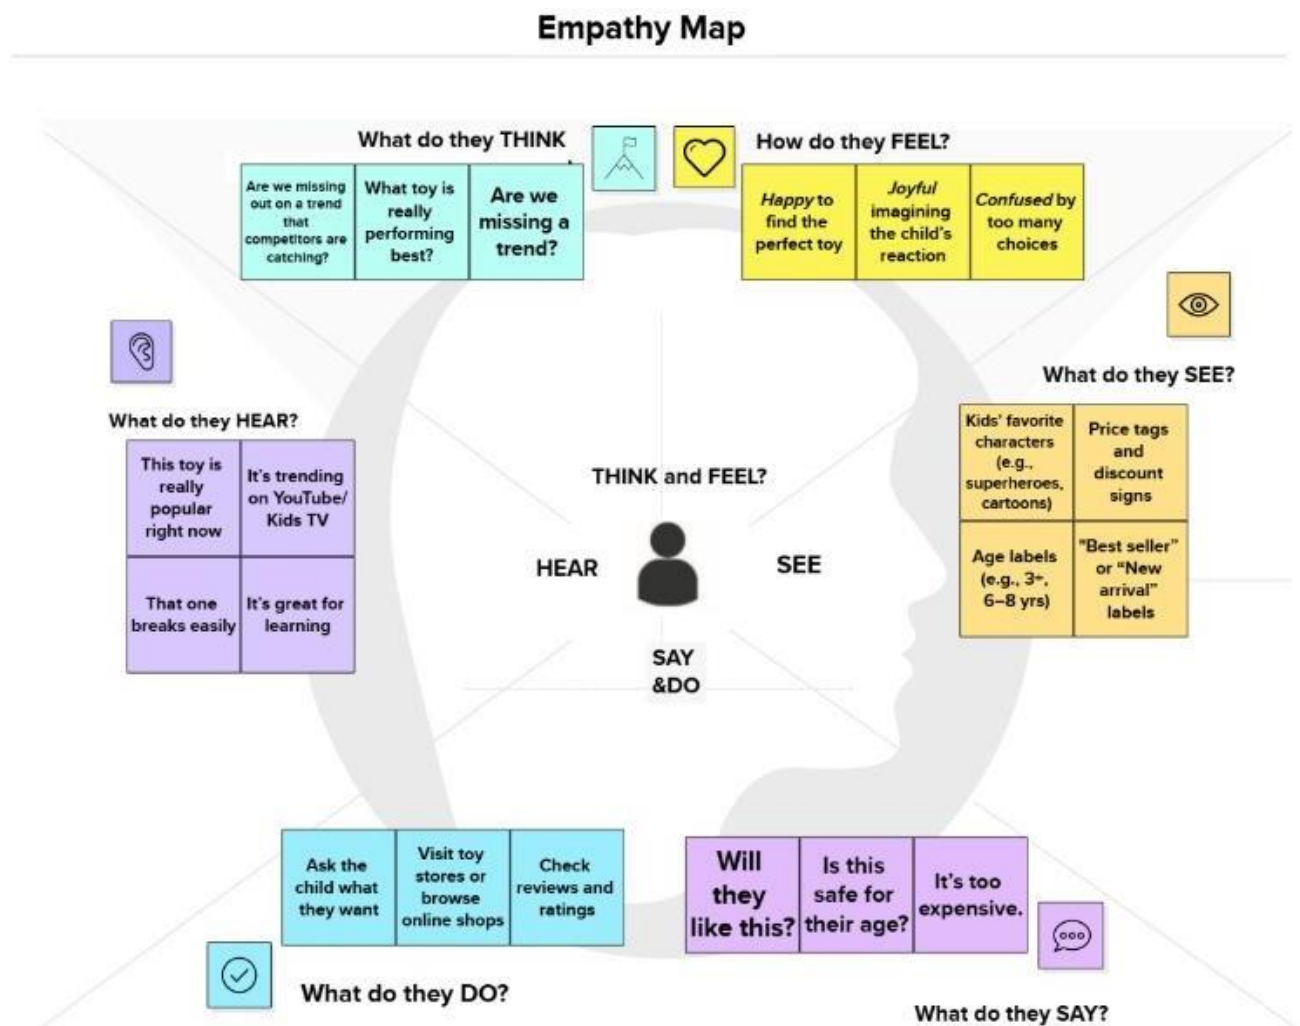 Empathy Map
What do they THINK
How do they FEEL?
Are we missing
out on a trend
that
competitors are
catching?
What toy is
really
performing
best?
Are we
missing a
trend?
Happy to
find the
perfect toy
Joyful
imagining
the child's
reaction
Confused by
too many
choices
What do they HEAR?
This toy is
really
popular
right now
It's trending
on YouTube/
Kids TV
That one
breaks easily
It's great for
learning
What do they SEE?
Kids' favorite
characters
(e.g.,
superheroes,
cartoons)
Price tags
and
discount
signs
Age labels
(e.g., 3+,
6–8 yrs)
"Best seller”
or “New
arrival”
labels
THINK and FEEL?
HEAR
SEE
SAY
&DO
Ask the
child what
they want
Visit toy
stores or
browse
online shops
Check
reviews and
ratings
What do they DO?
Will
they
like this?
Is this
safe for
their age?
It's too
expensive.
What do they SAY?